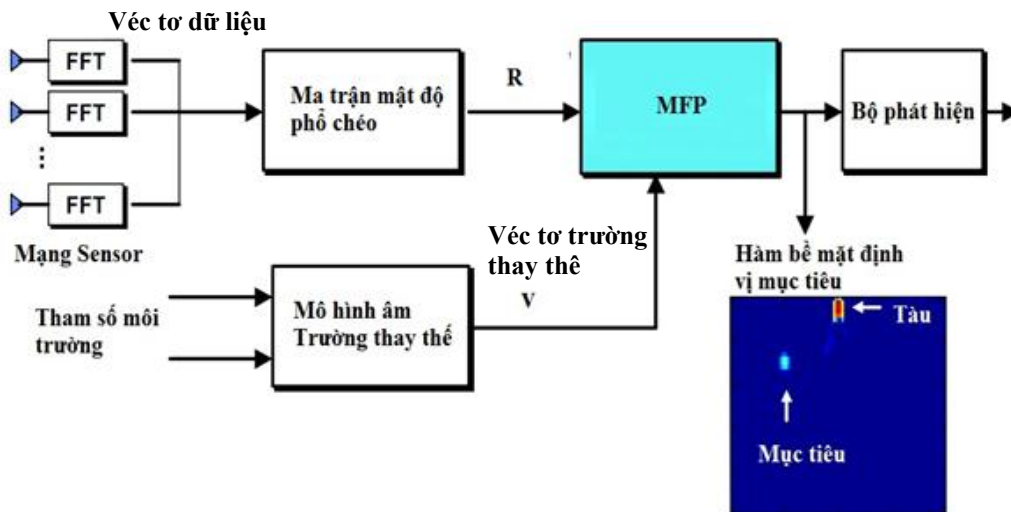 Véc tơ dữ liệu
FFT
FFT
⋮
FFT
Mạng Sensor
Ma trận mật độ
phổ chéo
R
MFP
Bộ phát hiện
Véc tơ trường
thay thê
V
Tham số môi
trường
Mô hình âm
Trường thay thế
Hàm bề mặt định
vị mục tiêu
Tàu
Mục tiêu